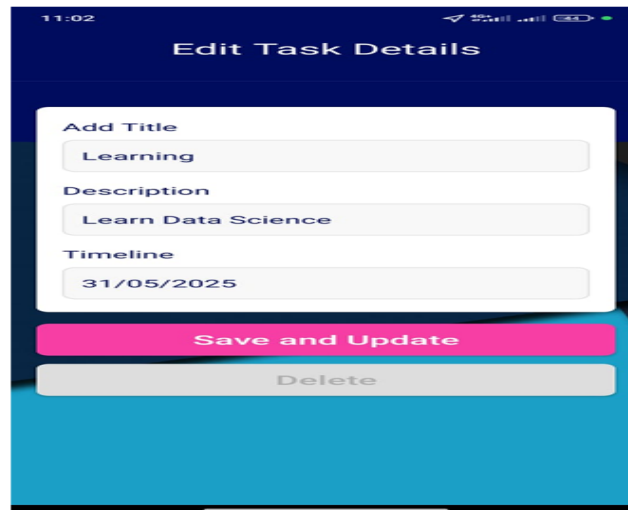 11:02
44
Edit Task Details
Add Title
Learning
Description
Learn Data Science
Timeline
31/05/2025
Save and Update
Delete